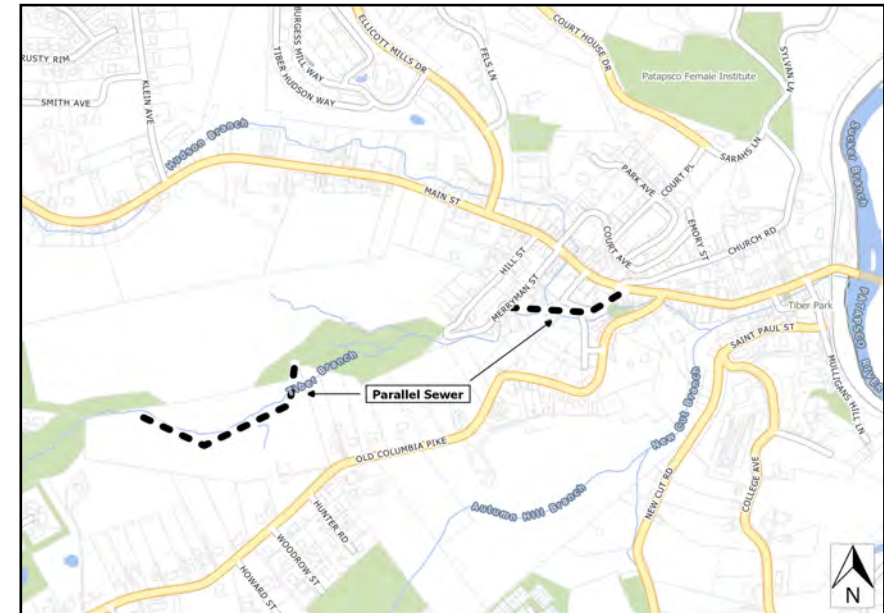 RUSTY RIM
SMITH AVE
KLEIN AVE
BURGESS MILL WAY
TIBER HUDSON WAY
ELLICOTT MILLS DR
FELS LN
COURT HOUSE DR
Patapsco Female Institute
SYLVAN LN
SARAHS LN
Sucker Branch
Hudson Branch
MAIN ST
PARK AVE
COURT PL
COURT AVE
EMORY ST
CHURCH RD
HILL ST
MERRYMAN ST
Tiber Park
SAINT PAUL ST
PATAPSCO RIVER
MULLIGANS HILL LN
Tiber Branch
Parallel Sewer
OLD COLUMBIA PIKE
New Cut Branch
NEW CUT RD
COLLEGE AVE
Autumn Hill Branch
HUNTER RD
WOODROW ST
HOWARD ST
N